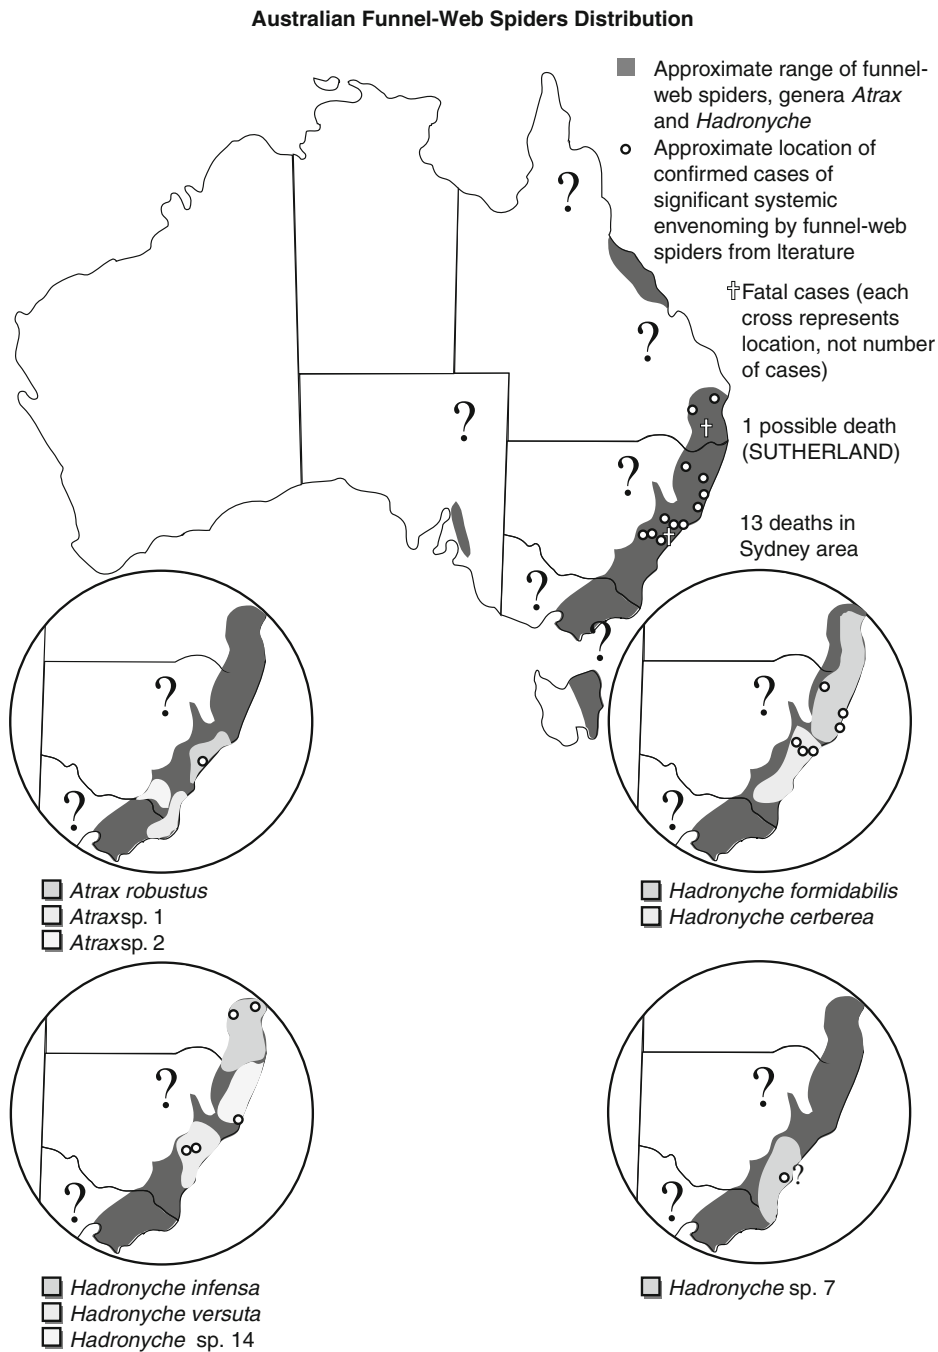 Australian Funnel-Web Spiders Distribution
Approximate range of funnel-
web spiders, genera Atrax
and Hadronyche
Approximate location of
confirmed cases of
significant systemic
envenoming by funnel-web
spiders from lterature
Fatal cases (each
cross represents
location, not number
of cases)
?
?
?
?
?
?
1 possible death
(SUTHERLAND)
13 deaths in
Sydney area
?
?
Atrax robustus
Atraxsp. 1
Atraxsp. 2
?
?
Hadronyche formidabilis
Hadronyche cerberea
?
?
Hadronyche infensa
Hadronyche versuta
Hadronyche sp. 14
?
?
?
Hadronyche sp. 7